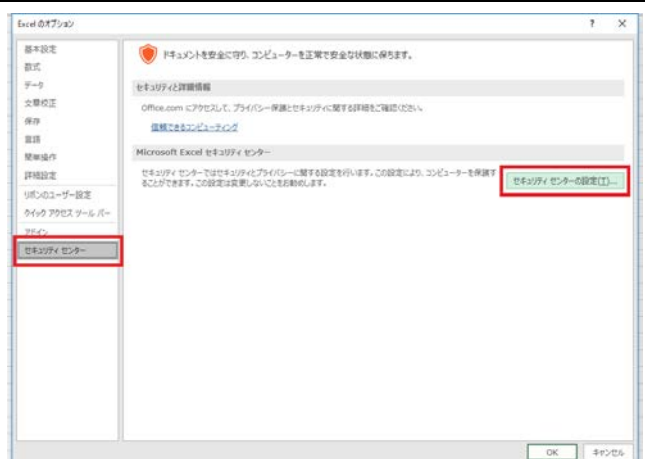 Excel のオプション
? ×
基本設定
数式
データ
文章校正
保存
言語
簡単操作
詳細設定
リボンのユーザー設定
クイック アクセス ツール バー
アドイン
セキュリティ センター
ドキュメントを安全に守り、コンピューターを正常で安全な状態に保ちます。
セキュリティと詳細情報
Office.com にアクセスして、プライバシー保護とセキュリティに関する詳細をご確認ください。
信頼できるコンピューティング
Microsoft Excel セキュリティ センター
セキュリティ センターではセキュリティとプライバシーに関する設定を行います。この設定により、コンピューターを保護す
ることができます。この設定は変更しないことをお勧めします。
セキュリティ センターの設定(T)...
OK キャンセル